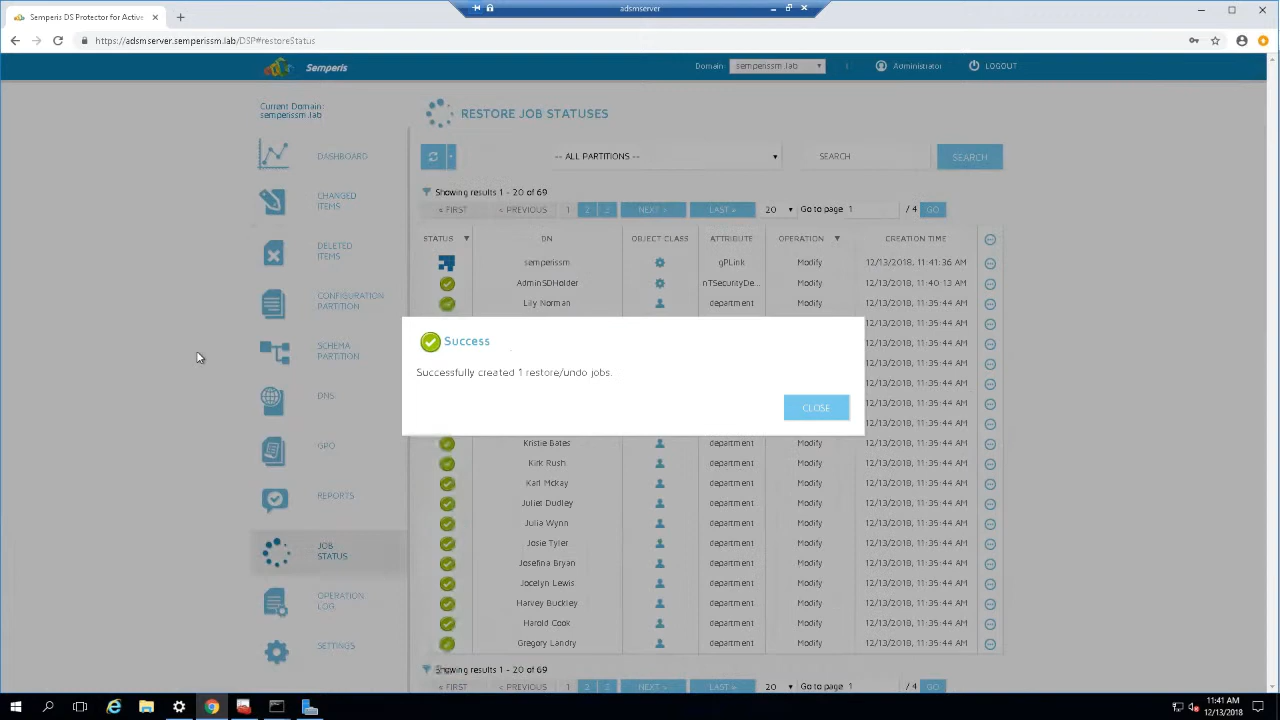 Semperis DS Protector for Active
adsmserver
https://adsmserver.semperissm.lab/DSP#restoreStatus
Semperis
Domain: semperissm.lab
Administrator
LOGOUT
Current Domain:
semperissm.lab
RESTORE JOB STATUSES
DASHBOARD
CHANGED
ITEMS
DELETED
ITEMS
CONFIGURATION
PARTITION
SCHEMA
PARTITION
DNS
GPO
REPORTS
JOB
STATUS
OPERATION
LOG
SETTINGS
-- ALL PARTITIONS --
SEARCH
SEARCH
Showing results 1 - 20 of 69
« FIRST < PREVIOUS 1 2 3 NEXT > LAST » 20 Go to page 1 / 4 GO
STATUS DN OBJECT CLASS ATTRIBUTE OPERATION CREATION TIME
semperissm gPLink Modify 12/13/2018, 11:41:36 AM
AdminSDHolder nTSecurityDe... Modify 12/13/2018, 11:40:13 AM
Lily Norman department Modify 12/13/2018, 11:35:44 AM
12/13/2018, 11:35:44 AM
12/13/2018, 11:35:44 AM
12/13/2018, 11:35:44 AM
12/13/2018, 11:35:44 AM
12/13/2018, 11:35:44 AM
12/13/2018, 11:35:44 AM
Success
Successfully created 1 restore/undo jobs.
CLOSE
Kristie Bates department Modify 12/13/2018, 11:35:44 AM
Kirk Rush department Modify 12/13/2018, 11:35:44 AM
Karl Mckay department Modify 12/13/2018, 11:35:44 AM
Juliet Dudley department Modify 12/13/2018, 11:35:44 AM
Julia Wynn department Modify 12/13/2018, 11:35:44 AM
Josie Tyler department Modify 12/13/2018, 11:35:44 AM
Josefina Bryan department Modify 12/13/2018, 11:35:44 AM
Jocelyn Lewis department Modify 12/13/2018, 11:35:44 AM
Harvey Buckley department Modify 12/13/2018, 11:35:44 AM
Harold Cook department Modify 12/13/2018, 11:35:44 AM
Gregory Landry department Modify 12/13/2018, 11:35:44 AM
Showing results 1 - 20 of 69
« FIRST < PREVIOUS 1 2 3 NEXT > LAST » 20 Go to page 1 / 4 GO
11:41 AM
12/13/2018